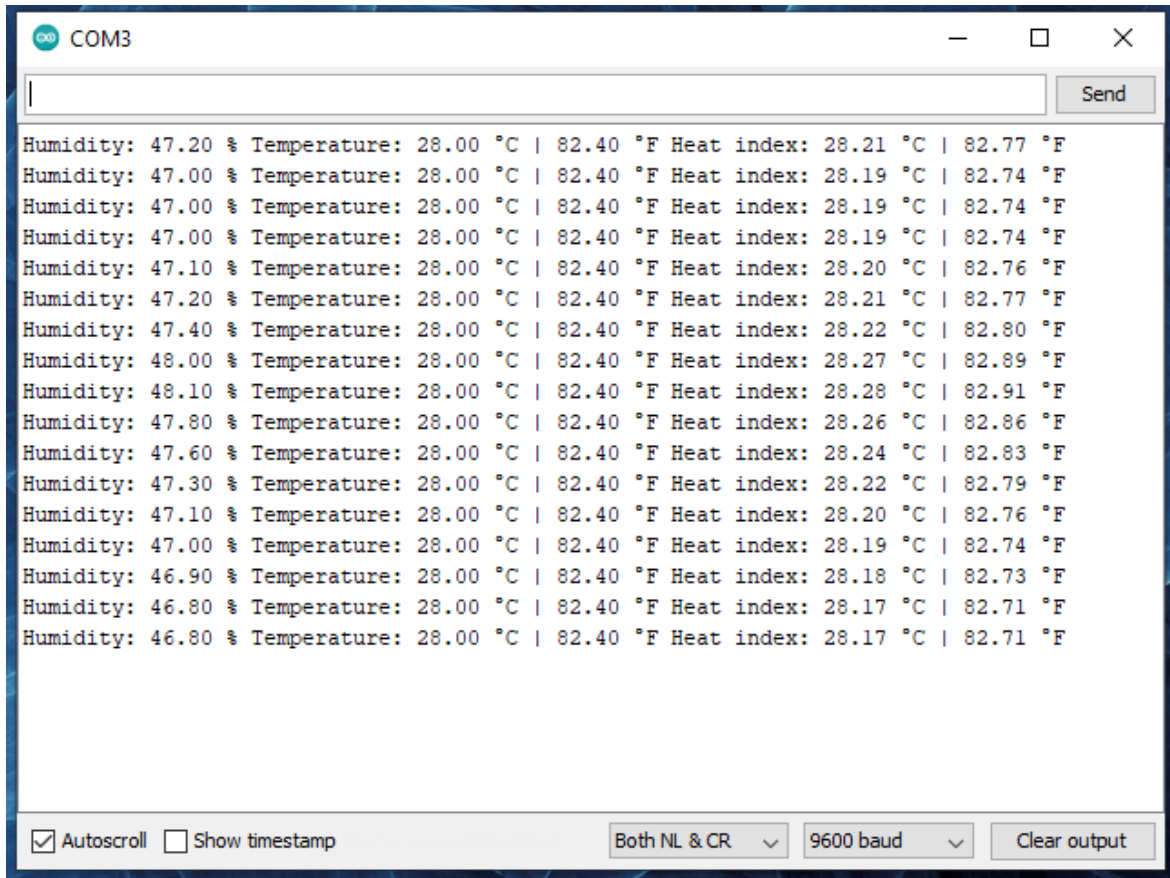 COM3
Send
Humidity: 47.20 % Temperature: 28.00 °C | 82.40 °F Heat index: 28.21 °C | 82.77 °F
Humidity: 47.00 % Temperature: 28.00 °C | 82.40 °F Heat index: 28.19 °C | 82.74 °F
Humidity: 47.00 % Temperature: 28.00 °C | 82.40 °F Heat index: 28.19 °C | 82.74 °F
Humidity: 47.00 % Temperature: 28.00 °C | 82.40 °F Heat index: 28.19 °C | 82.74 °F
Humidity: 47.10 % Temperature: 28.00 °C | 82.40 °F Heat index: 28.20 °C | 82.76 °F
Humidity: 47.20 % Temperature: 28.00 °C | 82.40 °F Heat index: 28.21 °C | 82.77 °F
Humidity: 47.40 % Temperature: 28.00 °C | 82.40 °F Heat index: 28.22 °C | 82.80 °F
Humidity: 48.00 % Temperature: 28.00 °C | 82.40 °F Heat index: 28.27 °C | 82.89 °F
Humidity: 48.10 % Temperature: 28.00 °C | 82.40 °F Heat index: 28.28 °C | 82.91 °F
Humidity: 47.80 % Temperature: 28.00 °C | 82.40 °F Heat index: 28.26 °C | 82.86 °F
Humidity: 47.60 % Temperature: 28.00 °C | 82.40 °F Heat index: 28.24 °C | 82.83 °F
Humidity: 47.30 % Temperature: 28.00 °C | 82.40 °F Heat index: 28.22 °C | 82.79 °F
Humidity: 47.10 % Temperature: 28.00 °C | 82.40 °F Heat index: 28.20 °C | 82.76 °F
Humidity: 47.00 % Temperature: 28.00 °C | 82.40 °F Heat index: 28.19 °C | 82.74 °F
Humidity: 46.90 % Temperature: 28.00 °C | 82.40 °F Heat index: 28.18 °C | 82.73 °F
Humidity: 46.80 % Temperature: 28.00 °C | 82.40 °F Heat index: 28.17 °C | 82.71 °F
Humidity: 46.80 % Temperature: 28.00 °C | 82.40 °F Heat index: 28.17 °C | 82.71 °F
Autoscroll Show timestamp Both NL & CR 9600 baud Clear output